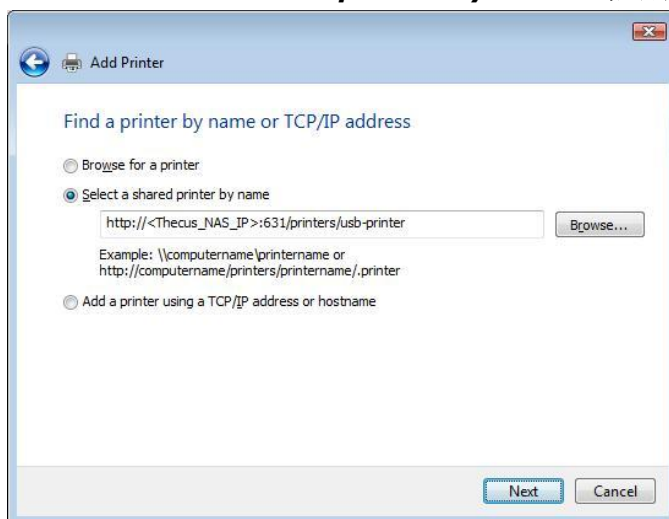 Add Printer
Find a printer by name or TCP/IP address
Browse for a printer
Select a shared printer by name
http://<Thecus_NAS_IP>:631/printers/usb-printer
Browse...
Example: \\computername\printername or
http://computername/printers/printername/.printer
Add a printer using a TCP/IP address or hostname
Next
Cancel